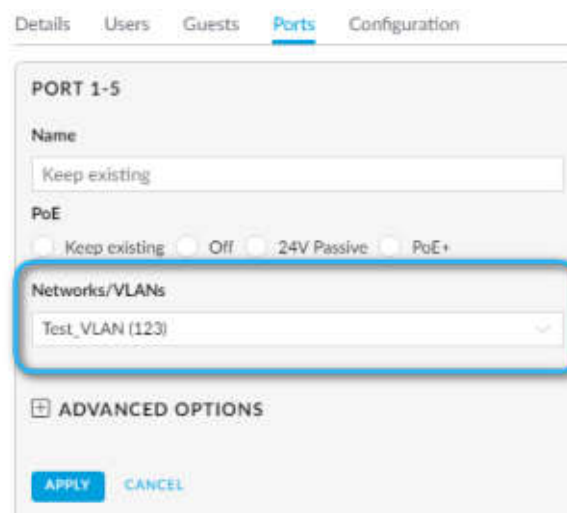 Details Users Guests Ports Configuration
PORT 1-5
Name
Keep existing
PoE
Keep existing Off 24V Passive PoE+
Networks/VLANs
Test_VLAN (123)
ADVANCED OPTIONS
APPLY CANCEL